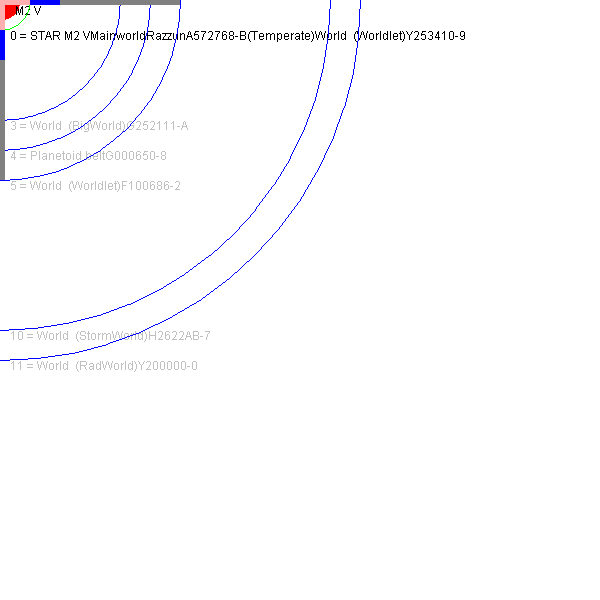 M2 V
0 = STAR M2 VMainworldRazzunA572768-B(Temperate)World  (Worldlet)Y253410-9
3 = World  (BigWorld)G252111-A
4 = Planetoid beltG000650-8
5 = World  (Worldlet)F100686-2
10 = World  (StormWorld)H2622AB-7
11 = World  (RadWorld)Y200000-0